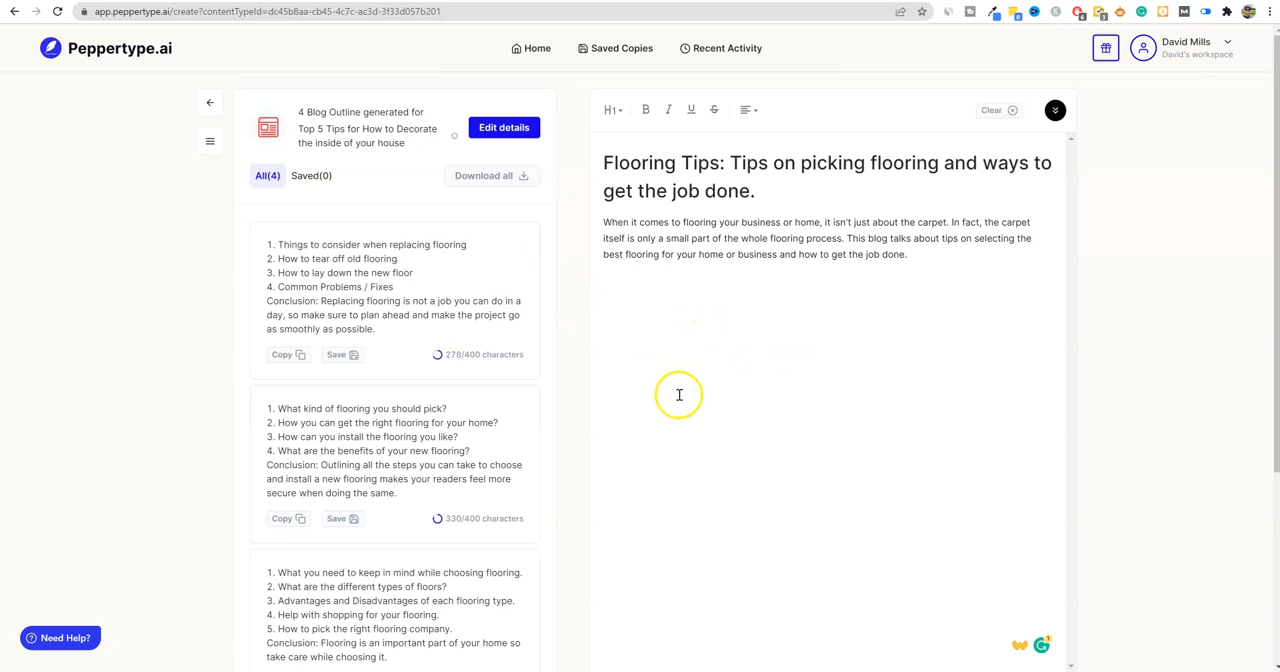 app.peppertype.ai/create?contentTypeId=dc45b8aa-cb45-4c7c-ac3d-3f33d057b201
Peppertype.ai
Home
Saved Copies
Recent Activity
David Mills
David's workspace
4 Blog Outline generated for
Top 5 Tips for How to Decorate
the inside of your house
Edit details
All(4)
Saved(0)
Download all
1. Things to consider when replacing flooring
2. How to tear off old flooring
3. How to lay down the new floor
4. Common Problems / Fixes
Conclusion: Replacing flooring is not a job you can do in a
day, so make sure to plan ahead and make the project go
as smoothly as possible.
Copy
Save
278/400 characters
1. What kind of flooring you should pick?
2. How you can get the right flooring for your home?
3. How can you install the flooring you like?
4. What are the benefits of your new flooring?
Conclusion: Outlining all the steps you can take to choose
and install a new flooring makes your readers feel more
secure when doing the same.
Copy
Save
330/400 characters
1. What you need to keep in mind while choosing flooring.
2. What are the different types of floors?
3. Advantages and Disadvantages of each flooring type.
4. Help with shopping for your flooring.
5. How to pick the right flooring company.
Conclusion: Flooring is an important part of your home so
take care while choosing it.
Need Help?
H1
B
I
U
S
Clear
Flooring Tips: Tips on picking flooring and ways to
get the job done.
When it comes to flooring your business or home, it isn't just about the carpet. In fact, the carpet
itself is only a small part of the whole flooring process. This blog talks about tips on selecting the
best flooring for your home or business and how to get the job done.